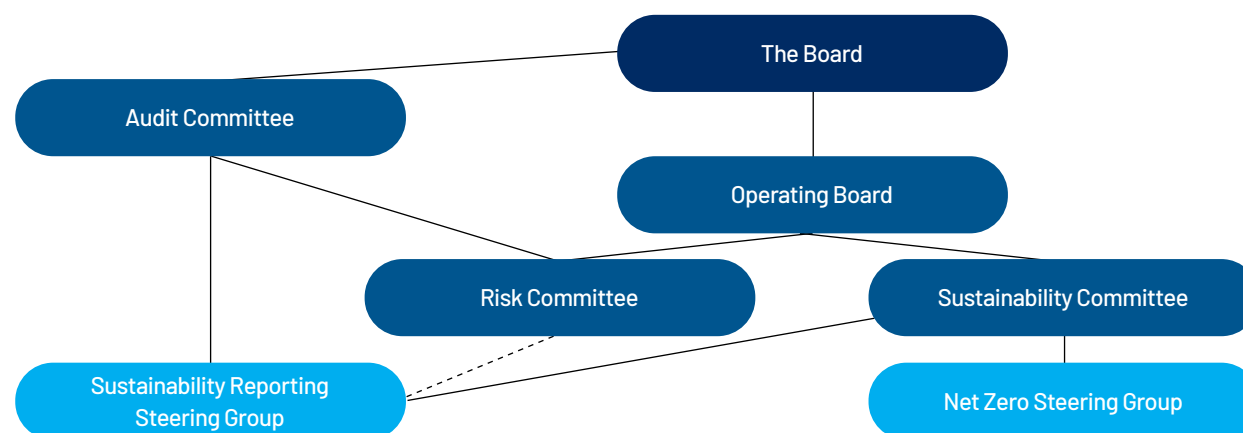 The Board
Audit Committee
Operating Board
Risk Committee
Sustainability Committee
Sustainability Reporting
Steering Group
Net Zero Steering Group